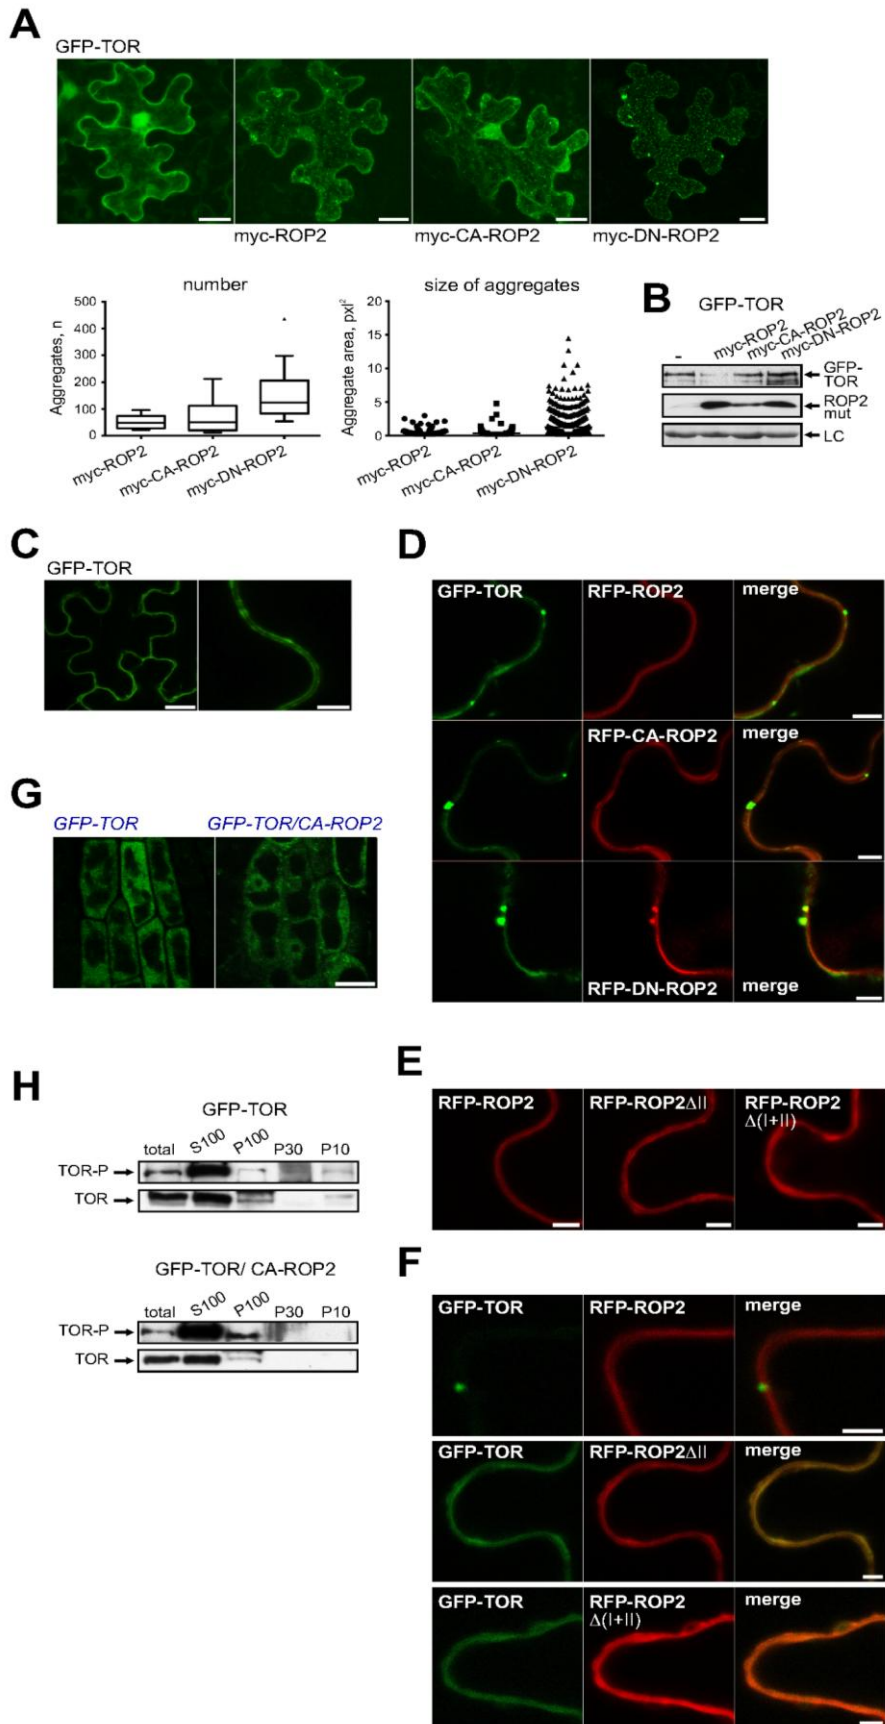 A
GFP-TOR
myc-ROP2 myc-CA-ROP2 myc-DN-ROP2
number
Aggregates, n
500
400
300
200
100
0
myc-ROP2
myc-CA-ROP2
myc-DN-ROP2
size of aggregates
Aggregate area, pxl²
20
15
10
5
0
myc-ROP2
myc-CA-ROP2
myc-DN-ROP2
B
GFP-TOR
- myc-ROP2 myc-CA-ROP2 myc-DN-ROP2
GFP-
TOR
ROP2
mut
LC
C
GFP-TOR
D
GFP-TOR RFP-ROP2 merge
RFP-CA-ROP2 merge
RFP-DN-ROP2 merge
G
GFP-TOR GFP-TOR/CA-ROP2
E
RFP-ROP2 RFP-ROP2ΔII RFP-ROP2
Δ(I+II)
H
GFP-TOR
total S100 P100 P30 P10
TOR-P
TOR
GFP-TOR/ CA-ROP2
total S100 P100 P30 P10
TOR-P
TOR
F
GFP-TOR RFP-ROP2 merge
GFP-TOR RFP-ROP2ΔII merge
GFP-TOR RFP-ROP2 merge
Δ(I+II)